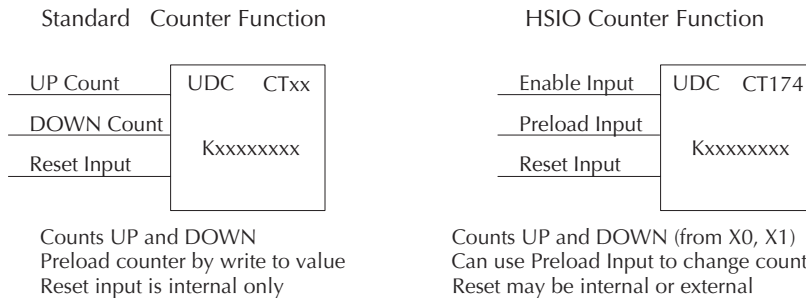 Standard Counter Function
UP Count
DOWN Count
Reset Input
UDC CTxx
Kxxxxxxxx
Counts UP and DOWN
Preload counter by write to value
Reset input is internal only
HSIO Counter Function
Enable Input
Preload Input
Reset Input
UDC CT174
Kxxxxxxxx
Counts UP and DOWN (from X0, X1)
Can use Preload Input to change count
Reset may be internal or external